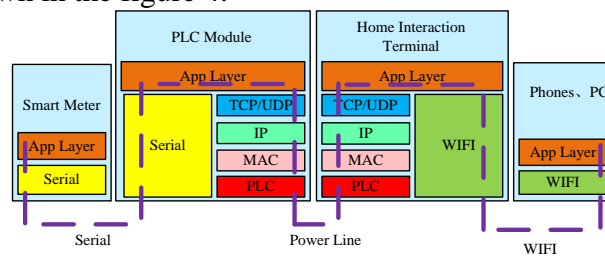 wn in the figure 4.
PLC Module
Home Interaction
Terminal
App Layer
App Layer
Smart Meter
Phones、PC
TCP/UDP
TCP/UDP
Serial
IP
IP
WIFI
App Layer
App Layer
MAC
MAC
Serial
WIFI
PLC
PLC
Serial
Power Line
WIFI